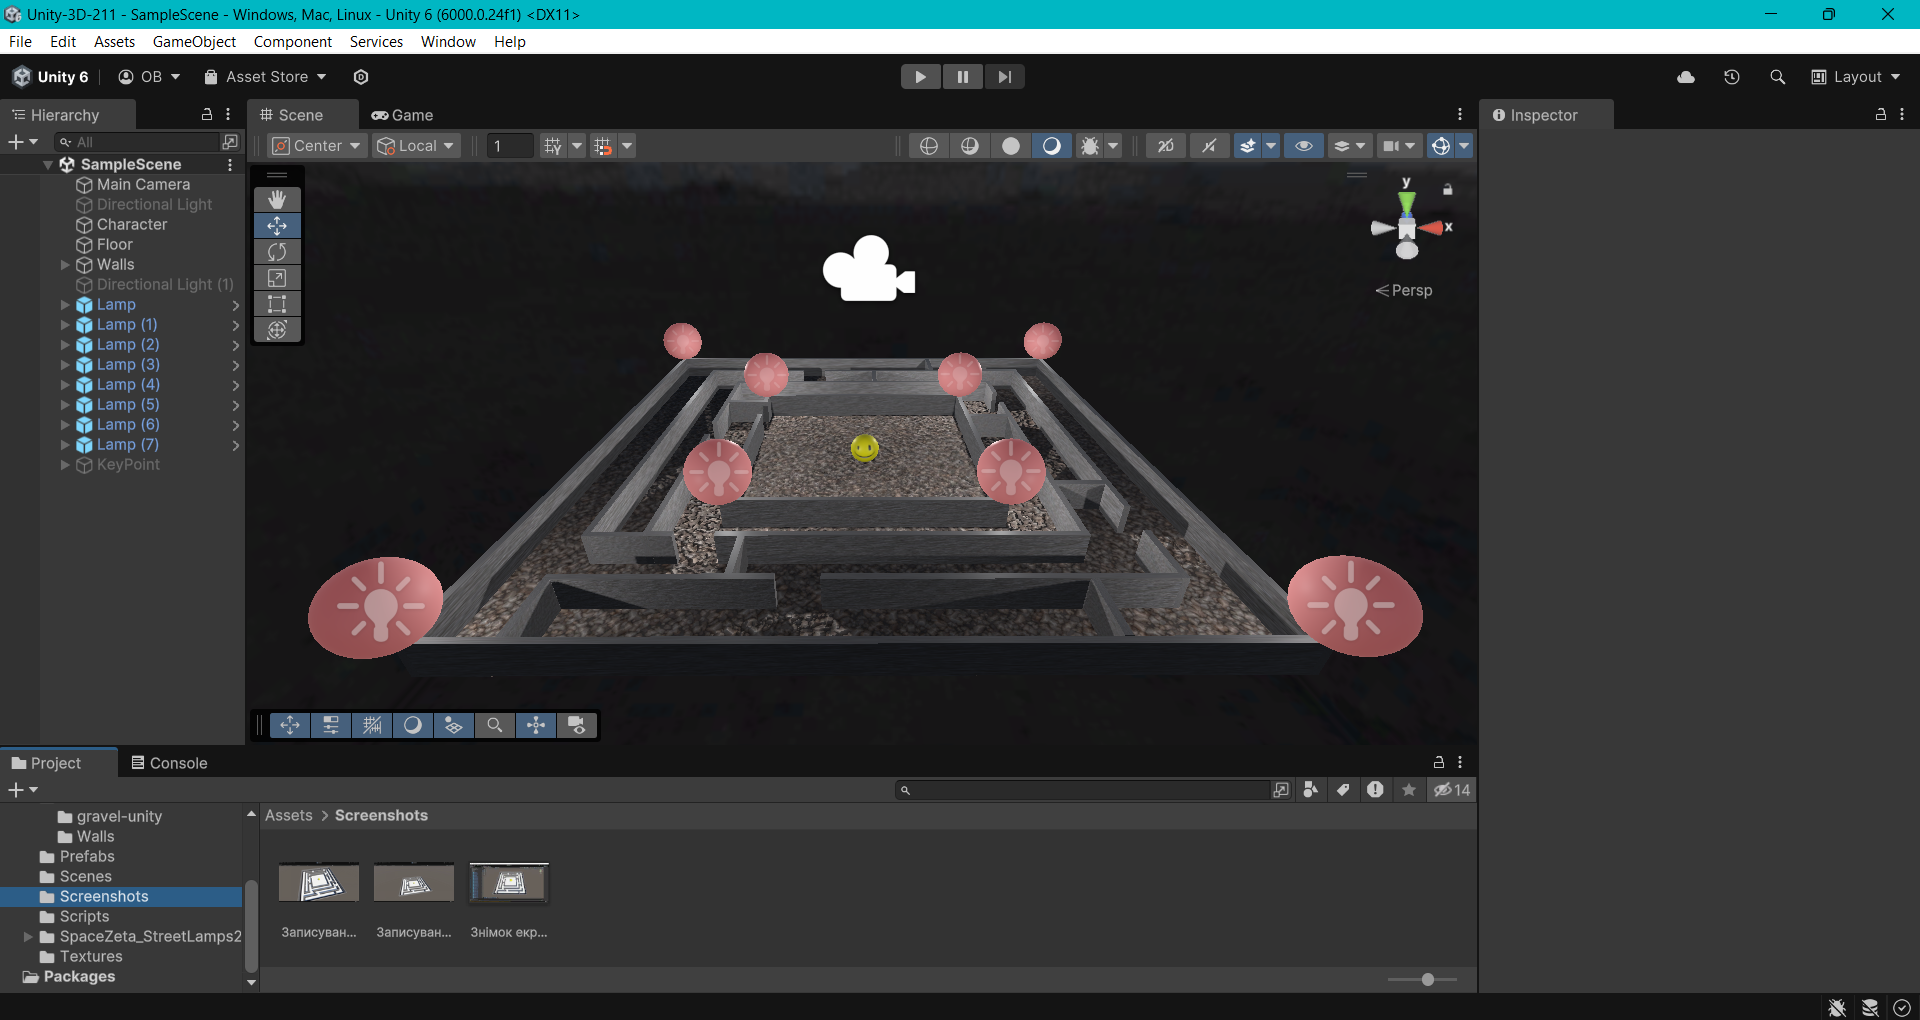 Unity-3D-211 - SampleScene - Windows, Mac, Linux - Unity 6 (6000.0.24f1) <DX11>
File Edit Assets GameObject Component Services Window Help
Unity 6 OB Asset Store Layout
Hierarchy
All
SampleScene
Main Camera
Directional Light
Character
Floor
Walls
Directional Light (1)
Lamp
Lamp (1)
Lamp (2)
Lamp (3)
Lamp (4)
Lamp (5)
Lamp (6)
Lamp (7)
KeyPoint
Scene Game
Center Local 1 2D
y
x
Persp
Inspector
Project Console
14
gravel-unity
Walls
Prefabs
Scenes
Screenshots
Scripts
SpaceZeta_StreetLamps2
Textures
Packages
Assets > Screenshots
Записуван... Записуван... Знімок екр...